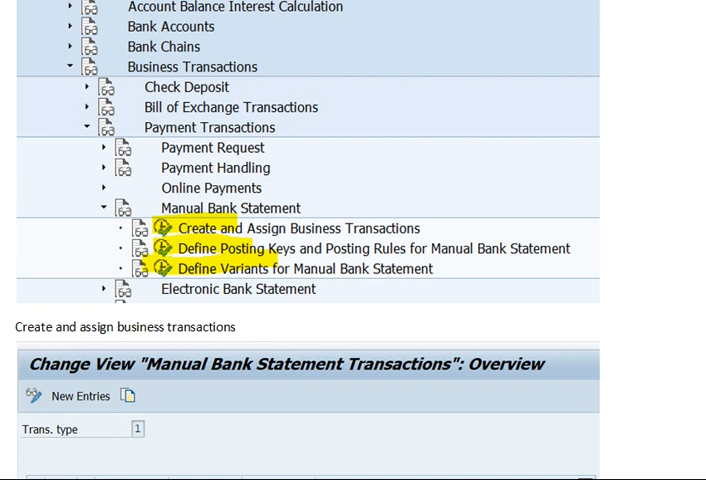 Account Balance Interest Calculation
Bank Accounts
Bank Chains
Business Transactions
Check Deposit
Bill of Exchange Transactions
Payment Transactions
Payment Request
Payment Handling
Online Payments
Manual Bank Statement
Create and Assign Business Transactions
Define Posting Keys and Posting Rules for Manual Bank Statement
Define Variants for Manual Bank Statement
Electronic Bank Statement
Create and assign business transactions
Change View "Manual Bank Statement Transactions": Overview
New Entries
Trans. type 1